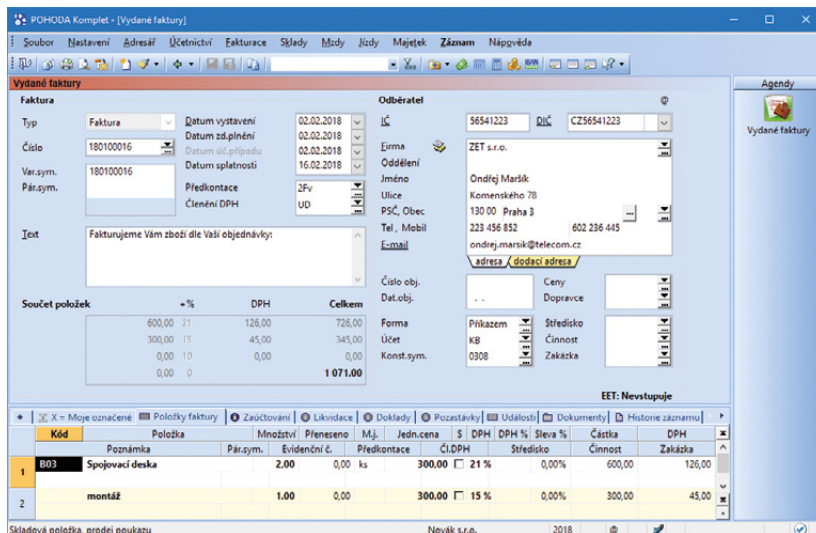 POHODA Komplet - [Vydané faktury]
Soubor Nastavení Adresář Účetnictví Fakturace Sklady Mzdy Jízdy Majetek Záznam Nápověda
Vydané faktury
Agendy
Vydané faktury
Faktura
Typ Faktura
Číslo 180100016
Var.sym. 180100016
Pár.sym.
Datum vystavení 02.02.2018
Datum zd.plnění 02.02.2018
Datum úč.případu 02.02.2018
Datum splatnosti 16.02.2018
Předkontace 2Fv
Členění DPH UD
Text Fakturujeme Vám zboží dle Vaší objednávky:
Odběratel @
IČ 56541223 DIČ CZ56541223
Firma ZET s.r.o.
Oddělení
Jméno Ondřej Maršík
Ulice Komenského 78
PSČ, Obec 130 00 Praha 3 ...
Tel , Mobil 223 456 852 602 236 445
E-mail ondrej.marsik@telecom.cz
adresa dodací adresa
Číslo obj. Ceny
Dat.obj. . . Dopravce
Forma Příkazem Středisko
Účet KB Činnost
Konst.sym. 0308 Zakázka
Součet položek +% DPH Celkem
600,00 21 126,00 726,00
300,00 15 45,00 345,00
0,00 10 0,00 0,00
0,00 0 1 071.00
EET: Nevstupuje
X = Moje označené Položky faktury Zaúčtování Likvidace Doklady Pozastávky Události Dokumenty Historie záznamu
Kód Položka Množství Přeneseno M.j. Jedn.cena S DPH DPH % Sleva % Částka DPH
Poznámka Pár.sym. Evidenční č. Předkontace Čl.DPH Středisko Činnost Zakázka
1 B03 Spojovací deska 2.00 0,00 ks 300,00 21 % 0,00% 600,00 126,00
2 montáž 1.00 0,00 300.00 15 % 0,00% 300,00 45,00
Skladová položka, prodej poukazu Novák s.r.o. 2018 @